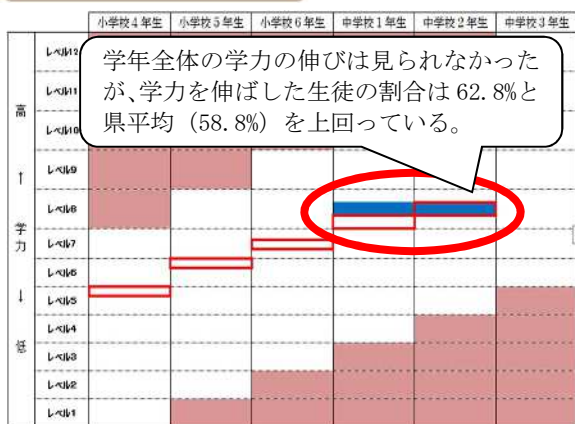 小学校4年生 小学校5年生 小学校6年生 中学校1年生 中学校2年生 中学校3年生
学年全体の学力の伸びは見られなかった
が、学力を伸ばした生徒の割合は 62.8%と
県平均（58.8%）を上回っている。
高
↑
学
力
↓
低
レベル12
レベル11
レベル10
レベル9
レベル8
レベル7
レベル6
レベル5
レベル4
レベル3
レベル2
レベル1